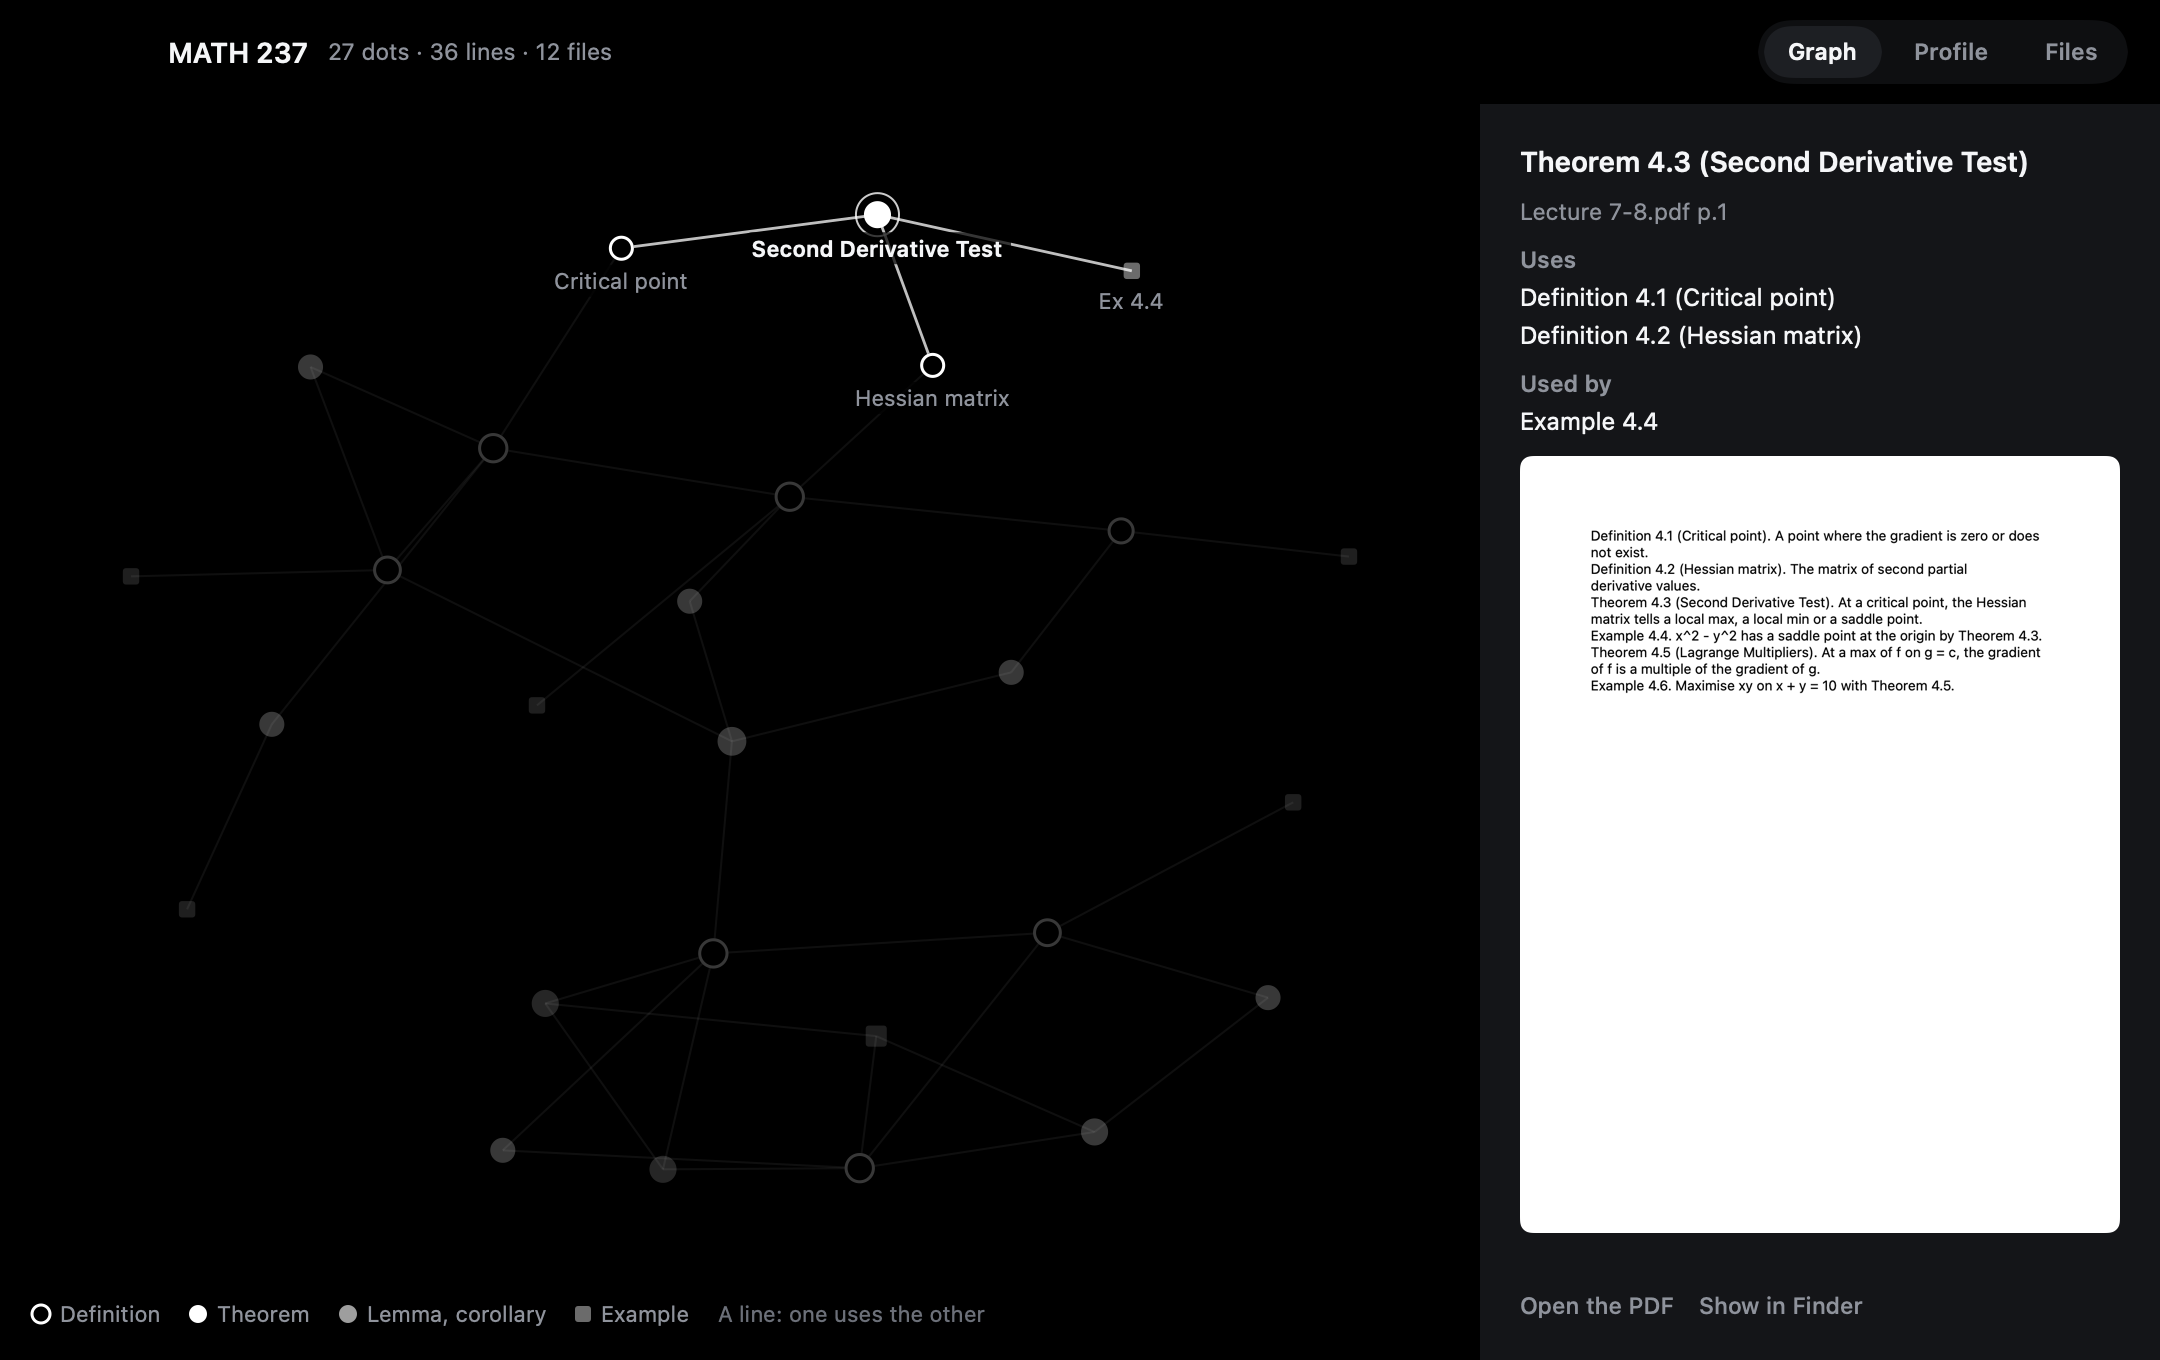 MATH 237 27 dots · 36 lines · 12 files
Graph Profile Files
Second Derivative Test
Critical point
Ex 4.4
Hessian matrix
Definition Theorem Lemma, corollary Example A line: one uses the other
Theorem 4.3 (Second Derivative Test)
Lecture 7-8.pdf p.1
Uses
Definition 4.1 (Critical point)
Definition 4.2 (Hessian matrix)
Used by
Example 4.4
Definition 4.1 (Critical point). A point where the gradient is zero or does
not exist.
Definition 4.2 (Hessian matrix). The matrix of second partial
derivative values.
Theorem 4.3 (Second Derivative Test). At a critical point, the Hessian
matrix tells a local max, a local min or a saddle point.
Example 4.4. x^2 - y^2 has a saddle point at the origin by Theorem 4.3.
Theorem 4.5 (Lagrange Multipliers). At a max of f on g = c, the gradient
of f is a multiple of the gradient of g.
Example 4.6. Maximise xy on x + y = 10 with Theorem 4.5.
Open the PDF Show in Finder